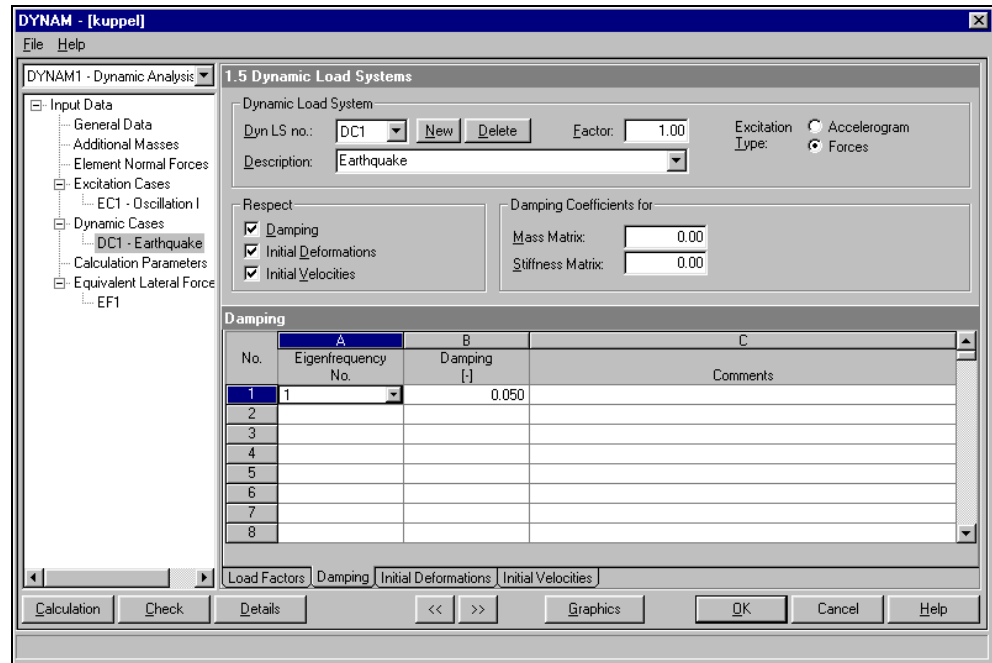 DYNAM - [kuppel]
File Help
DYNAM1 - Dynamic Analysis
Input Data
General Data
Additional Masses
Element Normal Forces
Excitation Cases
EC1 - Oscillation I
Dynamic Cases
DC1 - Earthquake
Calculation Parameters
Equivalent Lateral Force
EF1
1.5 Dynamic Load Systems
Dynamic Load System
Dyn LS no.: DC1 New Delete Factor: 1.00 Excitation Type: Accelerogram
Forces
Description: Earthquake
Respect
Damping
Initial Deformations
Initial Velocities
Damping Coefficients for
Mass Matrix: 0.00
Stiffness Matrix: 0.00
Damping
A B C
No. Eigenfrequency No. Damping [-] Comments
1 1 0.050
2
3
4
5
6
7
8
Load Factors Damping Initial Deformations Initial Velocities
Calculation Check Details << >> Graphics OK Cancel Help